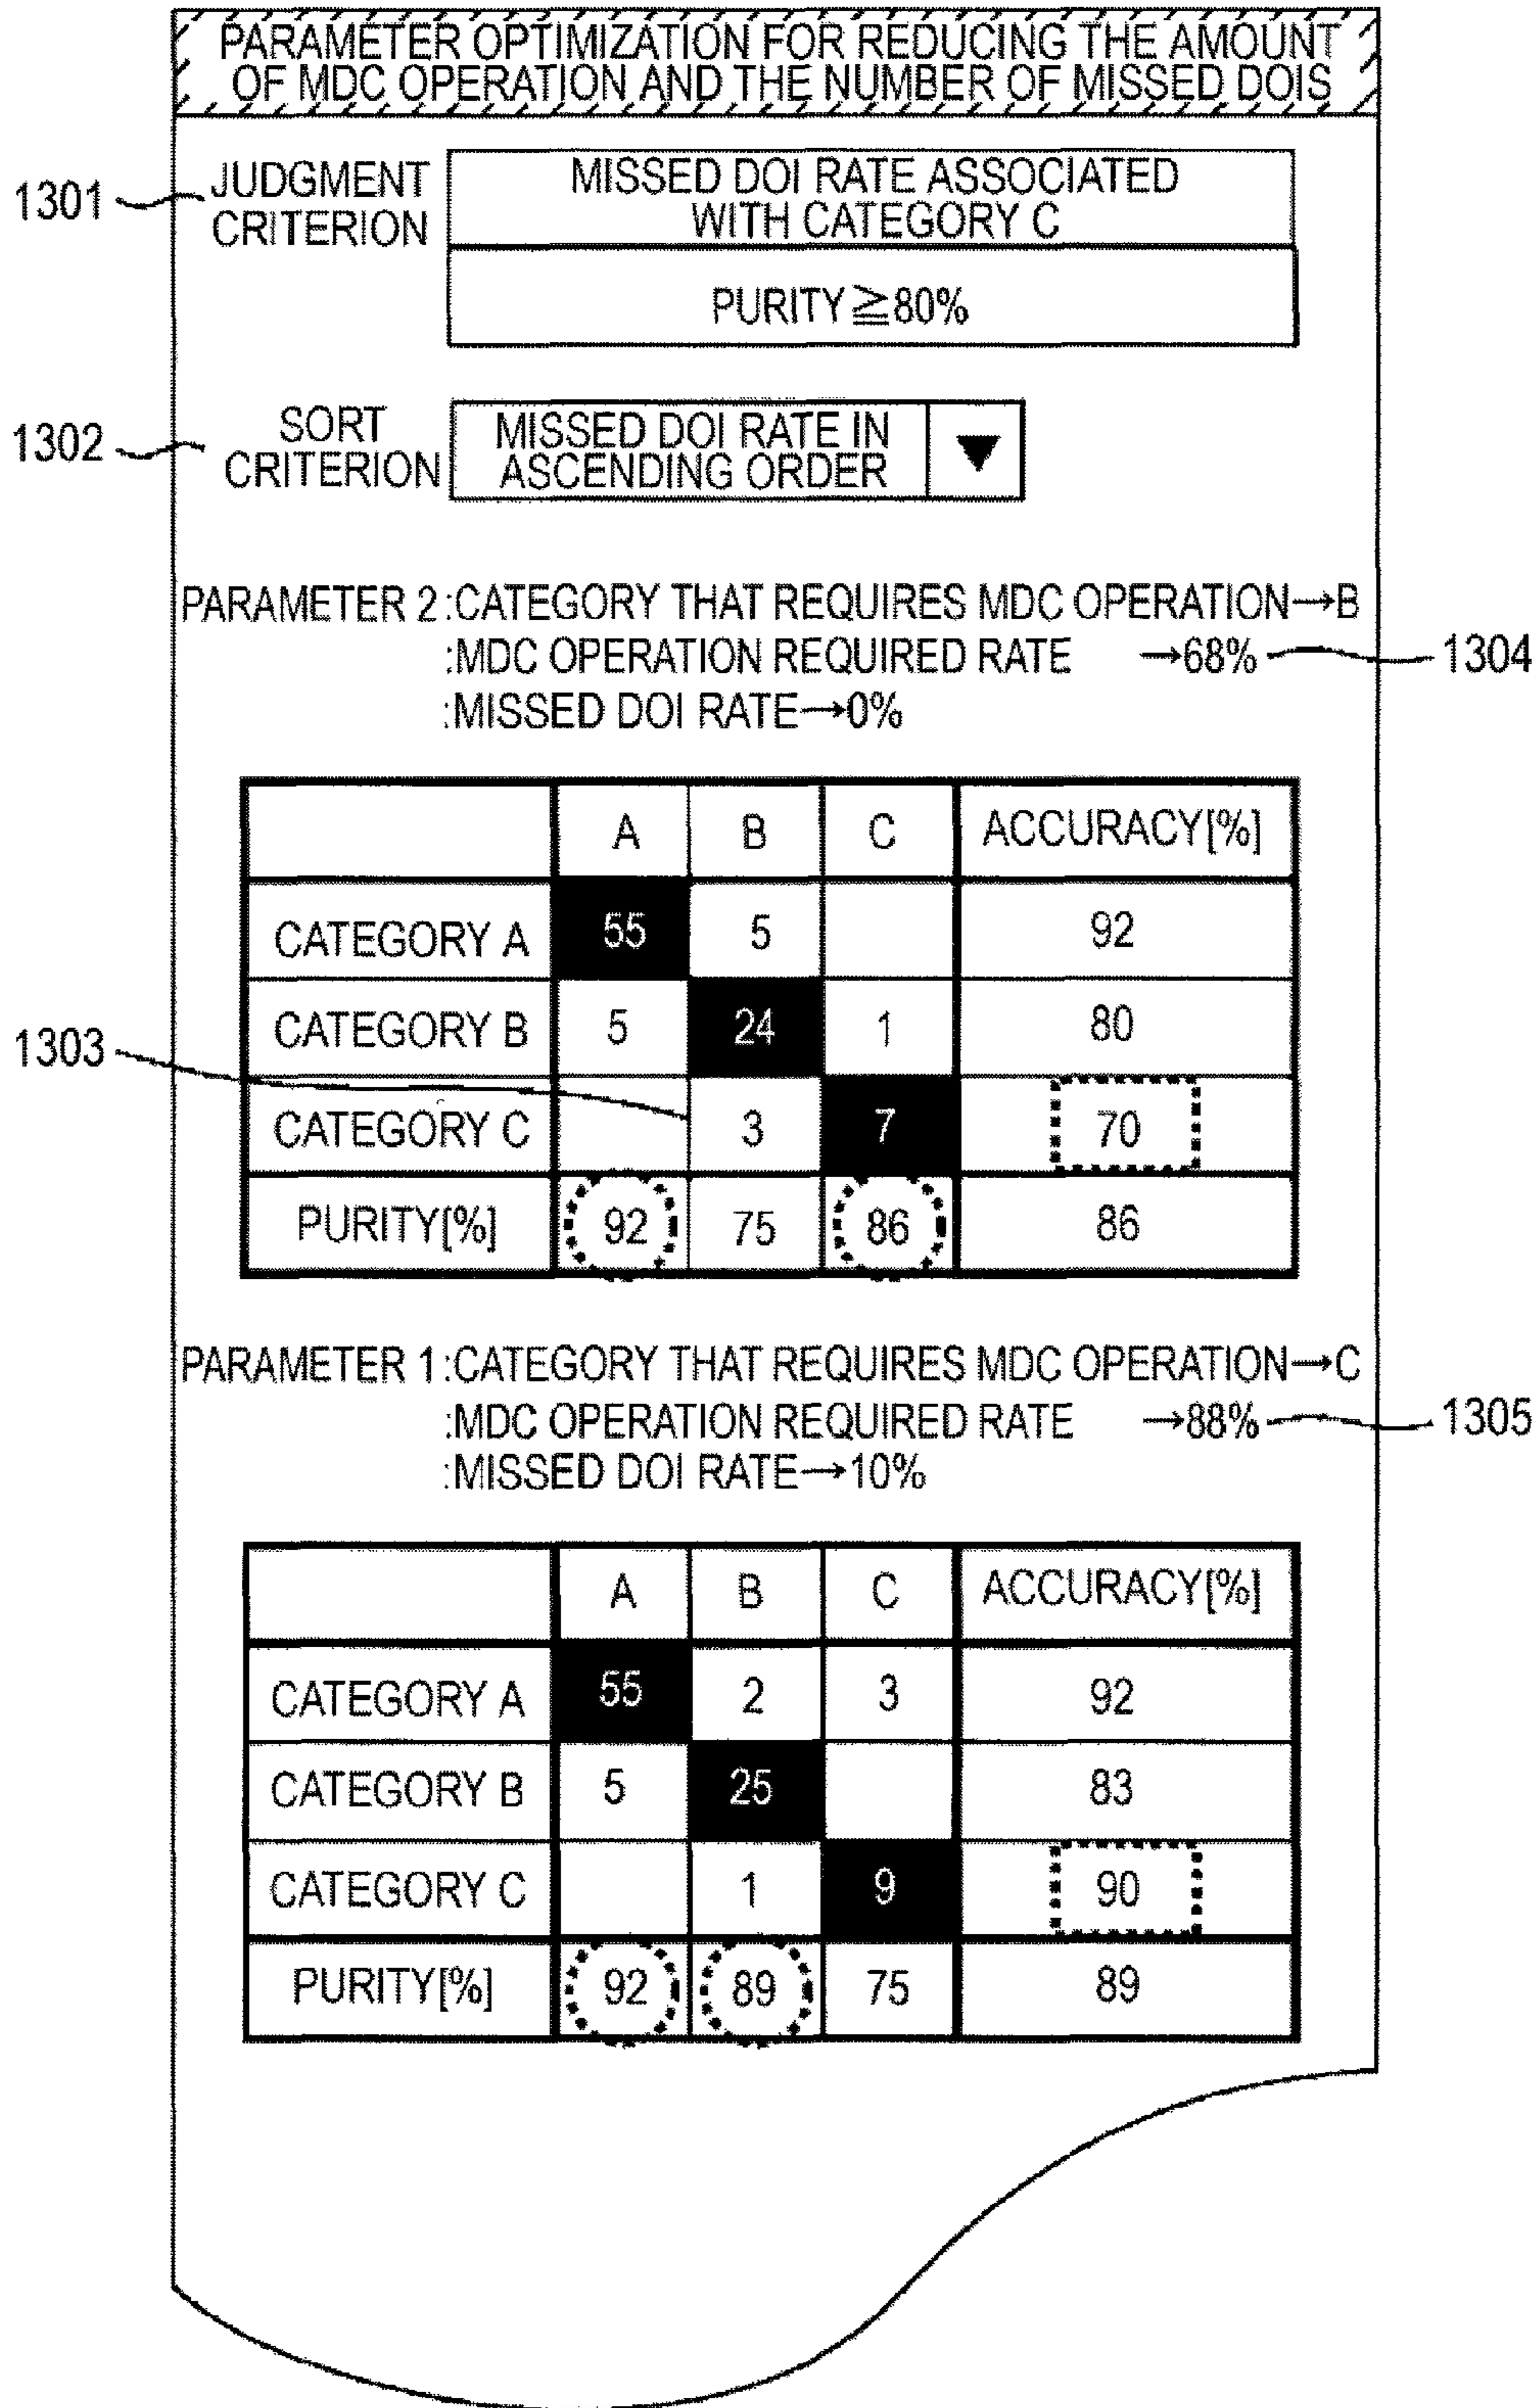 PARAMETER OPTIMIZATION FOR REDUCING THE AMOUNT
OF MDC OPERATION AND THE NUMBER OF MISSED DOIS
1301 JUDGMENT CRITERION
MISSED DOI RATE ASSOCIATED
WITH CATEGORY C
PURITY≧80%
1302 SORT CRITERION
MISSED DOI RATE IN
ASCENDING ORDER ▼
PARAMETER 2:CATEGORY THAT REQUIRES MDC OPERATION→B
:MDC OPERATION REQUIRED RATE →68% 1304
:MISSED DOI RATE→0%
A B C ACCURACY[%]
CATEGORY A 55 5 92
CATEGORY B 5 24 1 80
1303
CATEGORY C 3 7 70
PURITY[%] 92 75 86 86
PARAMETER 1:CATEGORY THAT REQUIRES MDC OPERATION→C
:MDC OPERATION REQUIRED RATE →88% 1305
:MISSED DOI RATE→10%
A B C ACCURACY[%]
CATEGORY A 55 2 3 92
CATEGORY B 5 25 83
CATEGORY C 1 9 90
PURITY[%] 92 89 75 89